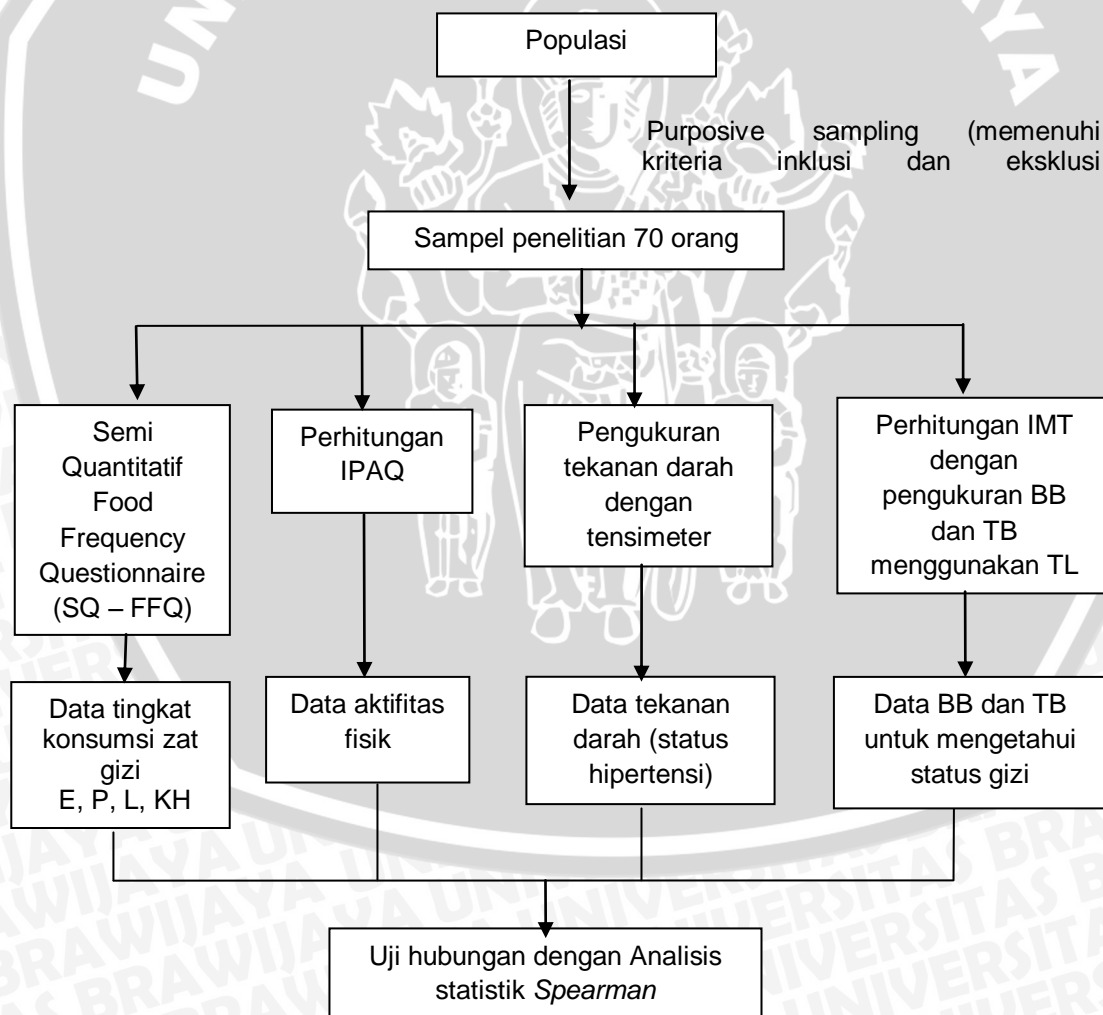 Populasi
Purposive sampling (memenuhi
kriteria inklusi dan eksklusi
Sampel penelitian 70 orang
Semi
Quantitatif
Food
Frequency
Questionnaire
(SQ – FFQ)
Perhitungan
IPAQ
Pengukuran
tekanan darah
dengan
tensimeter
Perhitungan IMT
dengan
pengukuran BB
dan TB
menggunakan TL
Data tingkat
konsumsi zat
gizi
E, P, L, KH
Data aktifitas
fisik
Data tekanan
darah (status
hipertensi)
Data BB dan TB
untuk mengetahui
status gizi
Uji hubungan dengan Analisis
statistik Spearman